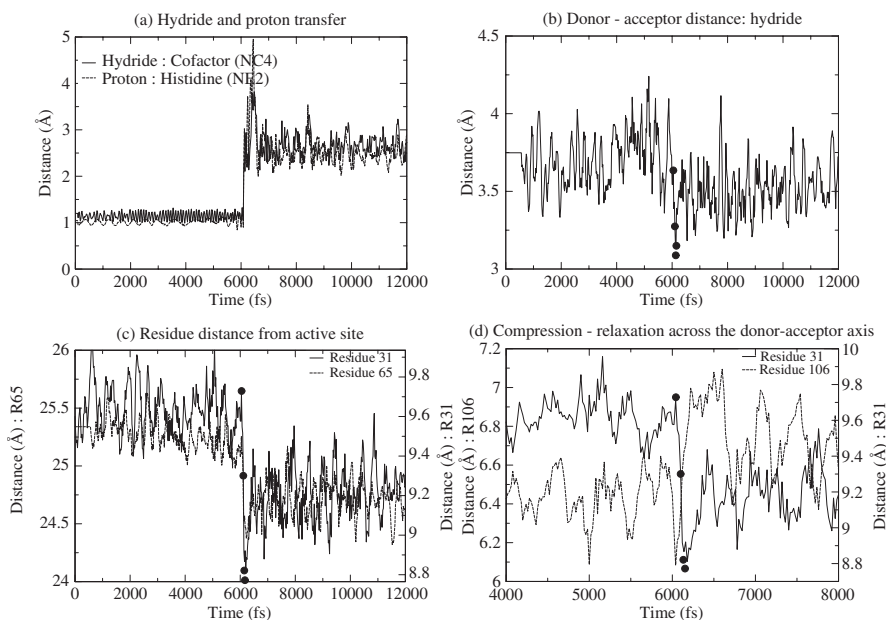 (a) Hydride and proton transfer
5
4
3
2
1
0
Distance (Å)
Hydride : Cofactor (NC4)
Proton : Histidine (NE2)
0 2000 4000 6000 8000 10000 12000
Time (fs)
(b) Donor - acceptor distance: hydride
4.5
4
3.5
3
Distance (Å)
0 2000 4000 6000 8000 10000 12000
Time (fs)
(c) Residue distance from active site
26
25.5
25
24.5
24
Distance (Å) : R65
Residue 31
Residue 65
9.8
9.6
9.4
9.2
9
8.8
Distance (Å) : R31
0 2000 4000 6000 8000 10000 12000
Time (fs)
(d) Compression - relaxation across the donor-acceptor axis
7.2
7
6.8
6.6
6.4
6.2
6
Distance (Å) : R106
Residue 31
Residue 106
10
9.8
9.6
9.4
9.2
9
8.8
Distance (Å) : R31
4000 5000 6000 7000 8000
Time (fs)